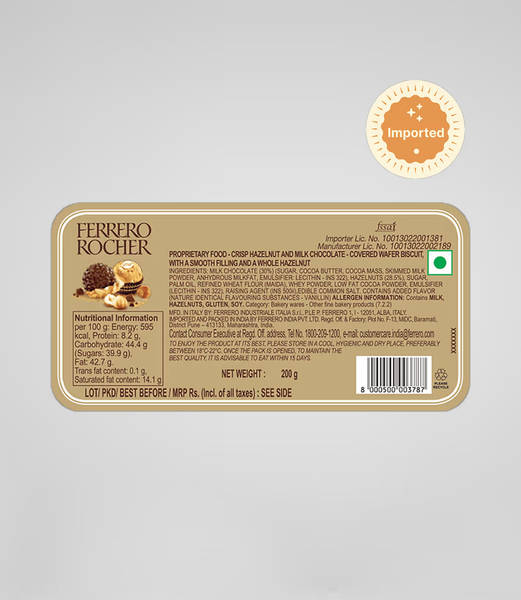 Imported
FERRERO
ROCHER
fssai
Importer Lic. No. 10013022001381
Manufacturer Lic. No. 10013022002189
PROPRIETARY FOOD - CRISP HAZELNUT AND MILK CHOCOLATE - COVERED WAFER BISCUIT,
WITH A SMOOTH FILLING AND A WHOLE HAZELNUT
INGREDIENTS: MILK CHOCOLATE (30%) (SUGAR, COCOA BUTTER, COCOA MASS, SKIMMED MILK
POWDER, ANHYDROUS MILKFAT, EMULSIFIER: LECITHIN - INS 322), HAZELNUTS (28.5%), SUGAR,
PALM OIL, REFINED WHEAT FLOUR (MAIDA), WHEY POWDER, LOW FAT COCOA POWDER, EMULSIFIER
(LECITHIN - INS 322), RAISING AGENT (INS 500ii),EDIBLE COMMON SALT. CONTAINS ADDED FLAVOR
(NATURE IDENTICAL FLAVOURING SUBSTANCES - VANILLIN) ALLERGEN INFORMATION: Contains MILK,
HAZELNUTS, GLUTEN, SOY. Category: Bakery wares - Other fine bakery products (7.2.2)
MFD. IN ITALY BY: FERRERO INDUSTRIALE ITALIA S.r.l., P.LE P. FERRERO 1, I - 12051, ALBA, ITALY.
IMPORTED AND PACKED IN INDIA BY FERRERO INDIA PVT LTD. Regd. Off. & Factory: Plot No. F-13, MIDC, Baramati,
District Pune – 413133, Maharashtra, India.
Contact Consumer Executive at Regd. Off. address, Tel No. 1800-209-1200, e-mail: customercare.india@ferrero.com
TO ENJOY THE PRODUCT AT ITS BEST, PLEASE STORE IN A COOL, HYGIENIC AND DRY PLACE, PREFERABLY
BETWEEN 18°C-22°C. ONCE THE PACK IS OPENED, TO MAINTAIN THE
BEST QUALITY, IT IS ADVISABLE TO EAT WITHIN 15 DAYS.
Nutritional Information
per 100 g: Energy: 595
kcal, Protein: 8.2 g,
Carbohydrate: 44.4 g
(Sugars: 39.9 g),
Fat: 42.7 g,
Trans fat content: 0.1 g,
Saturated fat content: 14.1 g
NET WEIGHT : 200 g
LOT/ PKD/ BEST BEFORE / MRP Rs. (Incl. of all taxes) : SEE SIDE
8 000500 003787
PLEASE
RECYCLE
XXXXXXX